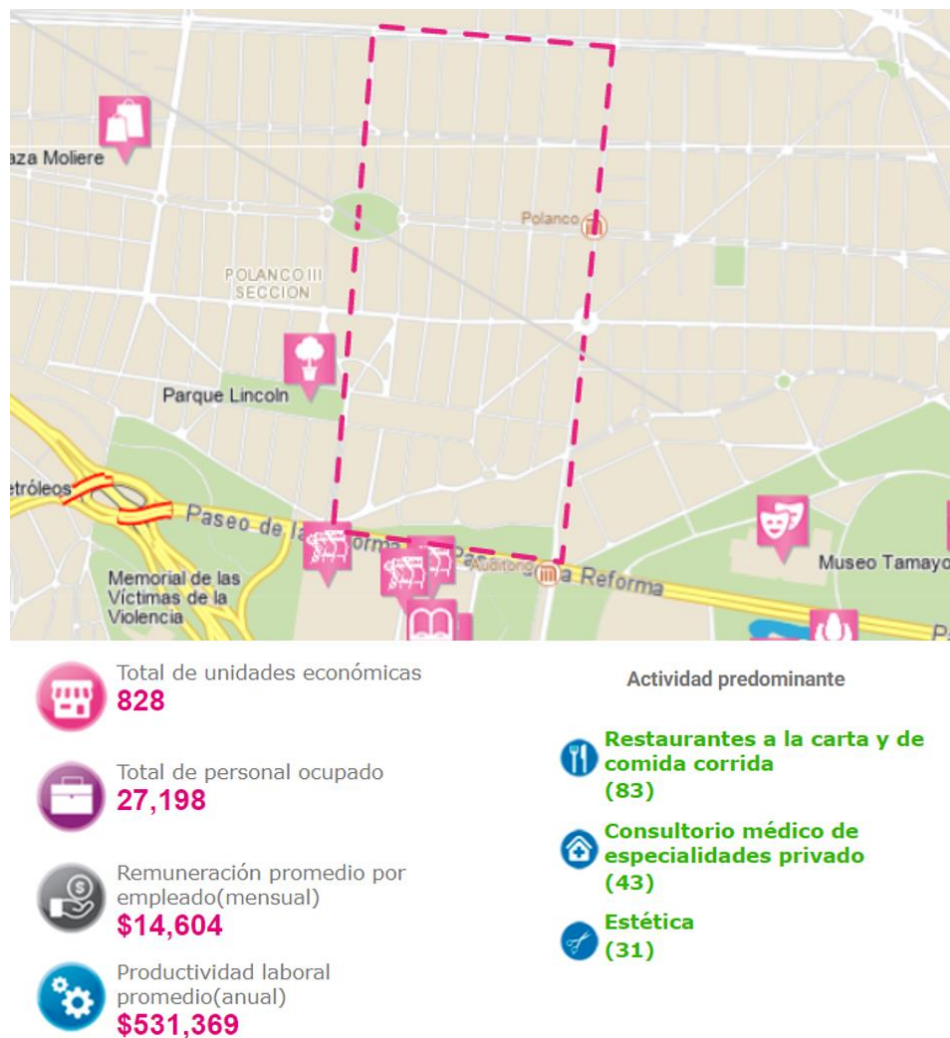 aza Moliere
Polanco
POLANCO III
SECCION
Parque Lincoln
etróleos
Paseo de la
Reforma
Auditorio
Museo Tamayo
Memorial de las
Víctimas de la
Violencia
Total de unidades económicas
828
Total de personal ocupado
27,198
Remuneración promedio por
empleado(mensual)
$14,604
Productividad laboral
promedio(anual)
$531,369
Actividad predominante
Restaurantes a la carta y de
comida corrida
(83)
Consultorio médico de
especialidades privado
(43)
Estética
(31)